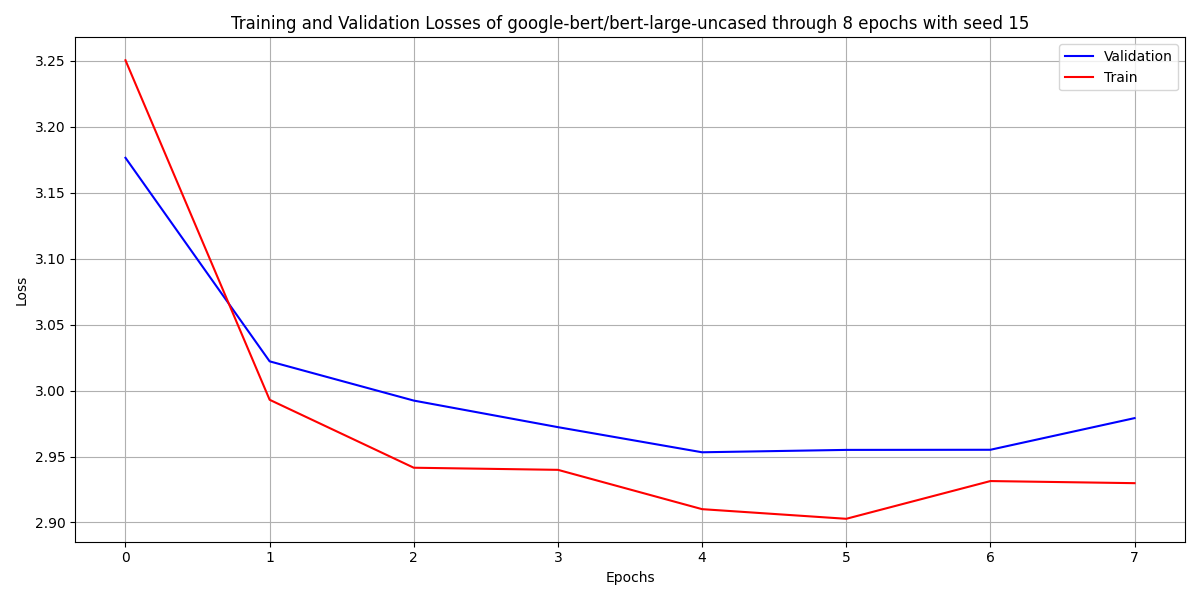 Training and Validation Losses of google-bert/bert-large-uncased through 8 epochs with seed 15
Validation
Train
Loss
3.25
3.20
3.15
3.10
3.05
3.00
2.95
2.90
0 1 2 3 4 5 6 7
Epochs